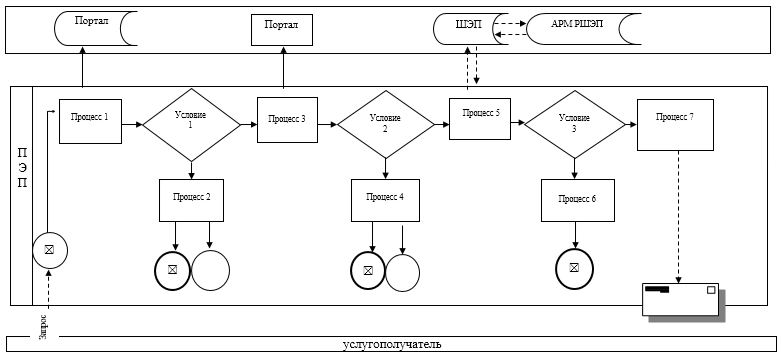 Портал
Портал
ШЭП
АРМ РШЭП
ПЭП
Процесс 1
Условие
1
Процесс 3
Условие
2
Процесс 5
Условие
3
Процесс 7
Процесс 2
Процесс 4
Процесс 6
Запрос
услугополучатель